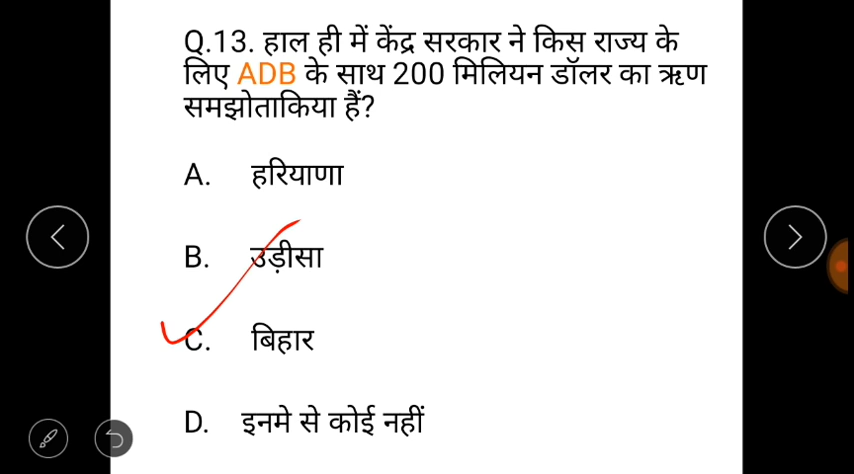 Q.13. हाल ही में केंद्र सरकार ने किस राज्य के
लिए ADB के साथ 200 मिलियन डॉलर का ऋण
समझोताकिया हैं?
A. हरियाणा
B. उड़ीसा
C. बिहार
D. इनमे से कोई नहीं